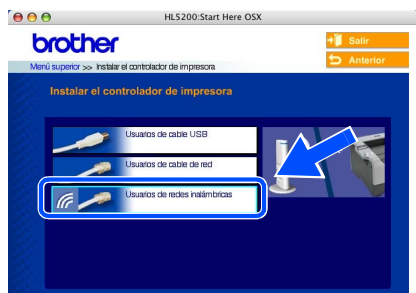 HL5200:Start Here OSX
brother
Salir
Anterior
Menú superior >> Instalar el controlador de impresora
Instalar el controlador de impresora
Usuarios de cable USB
Usuarios de cable de red
Usuarios de redes inalámbricas